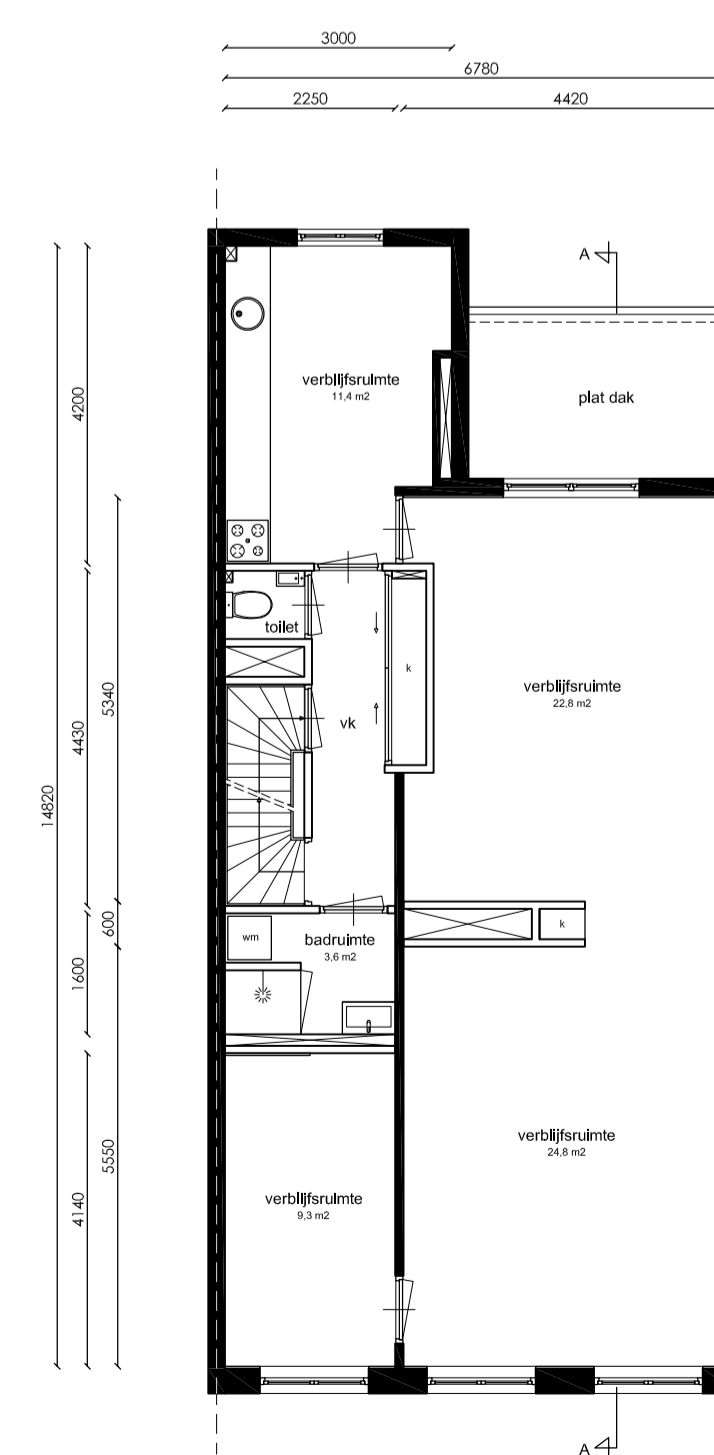 3000
6780
2250
4420
A
verblijfsruimte
11,4 m2
plat dak
4200
toilet
k
verblijfsruimte
22,8 m2
5340
vk
4430
14820
600
wm
badruimte
3,6 m2
k
1600
verblijfsruimte
24,8 m2
5550
verblijfsruimte
9,3 m2
4140
A